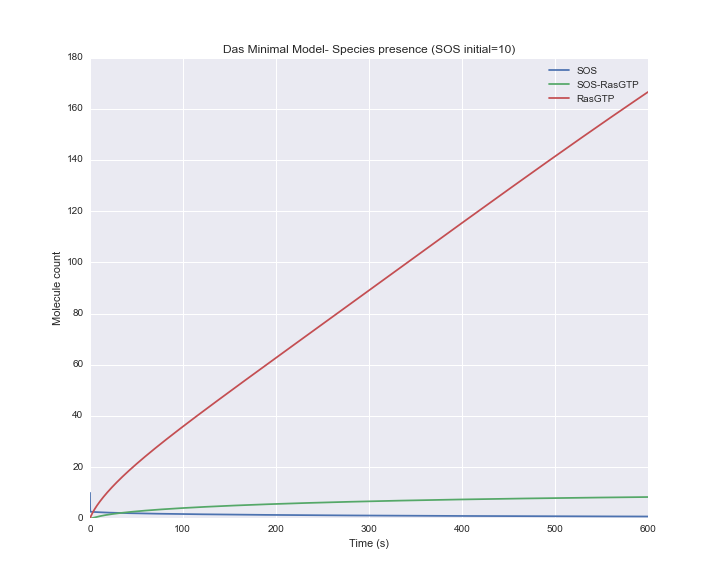 Das Minimal Model- Species presence (SOS initial=10)
180
160
140
120
100
80
60
40
20
0
Molecule count
SOS
SOS-RasGTP
RasGTP
0 100 200 300 400 500 600
Time (s)